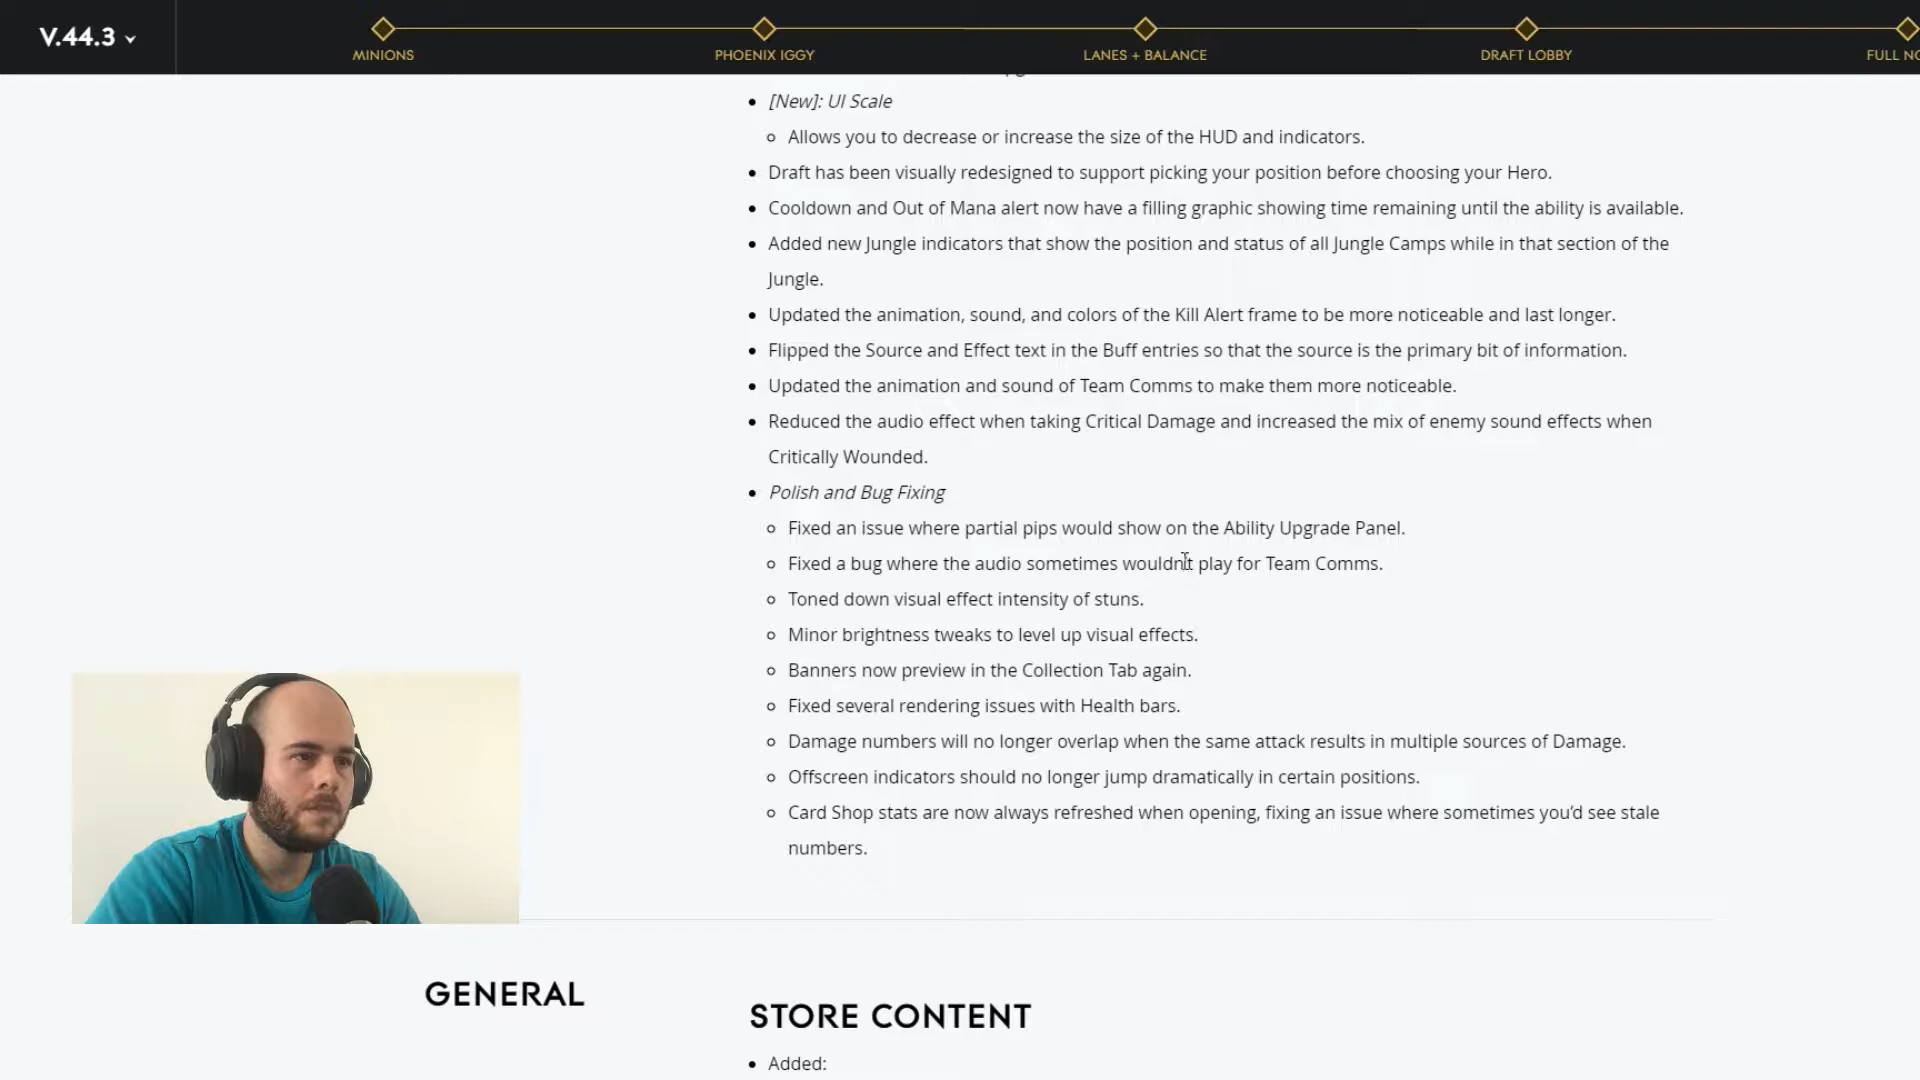 V.44.3
MINIONS
PHOENIX IGGY
LANES + BALANCE
DRAFT LOBBY
FULL NO
[New]: UI Scale
Allows you to decrease or increase the size of the HUD and indicators.
Draft has been visually redesigned to support picking your position before choosing your Hero.
Cooldown and Out of Mana alert now have a filling graphic showing time remaining until the ability is available.
Added new Jungle indicators that show the position and status of all Jungle Camps while in that section of the
Jungle.
Updated the animation, sound, and colors of the Kill Alert frame to be more noticeable and last longer.
Flipped the Source and Effect text in the Buff entries so that the source is the primary bit of information.
Updated the animation and sound of Team Comms to make them more noticeable.
Reduced the audio effect when taking Critical Damage and increased the mix of enemy sound effects when
Critically Wounded.
Polish and Bug Fixing
Fixed an issue where partial pips would show on the Ability Upgrade Panel.
Fixed a bug where the audio sometimes wouldn't play for Team Comms.
Toned down visual effect intensity of stuns.
Minor brightness tweaks to level up visual effects.
Banners now preview in the Collection Tab again.
Fixed several rendering issues with Health bars.
Damage numbers will no longer overlap when the same attack results in multiple sources of Damage.
Offscreen indicators should no longer jump dramatically in certain positions.
Card Shop stats are now always refreshed when opening, fixing an issue where sometimes you’d see stale
numbers.
GENERAL
STORE CONTENT
Added: